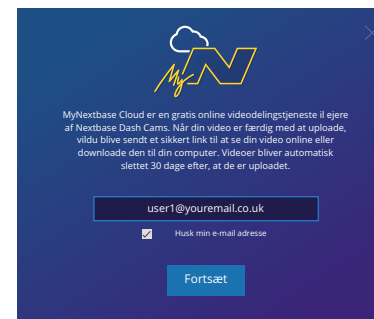 My N
MyNextbase Cloud er en gratis online videodelingstjeneste il ejere
af Nextbase Dash Cams. Når din video er færdig med at uploade,
vildu blive sendt et sikkert link til at se din video online eller
downloade den til din computer. Videoer bliver automatisk
slettet 30 dage efter, at de er uploadet.
user1@youremail.co.uk
Husk min e-mail adresse
Fortsæt